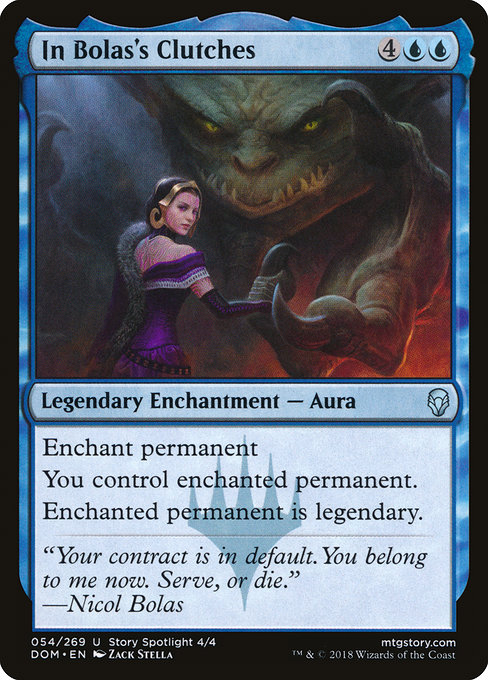 In Bolas's Clutches 4
Legendary Enchantment — Aura
Enchant permanent
You control enchanted permanent.
Enchanted permanent is legendary.
"Your contract is in default. You belong
to me now. Serve, or die."
—Nicol Bolas
054/269 U Story Spotlight 4/4
mtgstory.com
DOM • EN Zack Stella
™ & © 2018 Wizards of the Coast